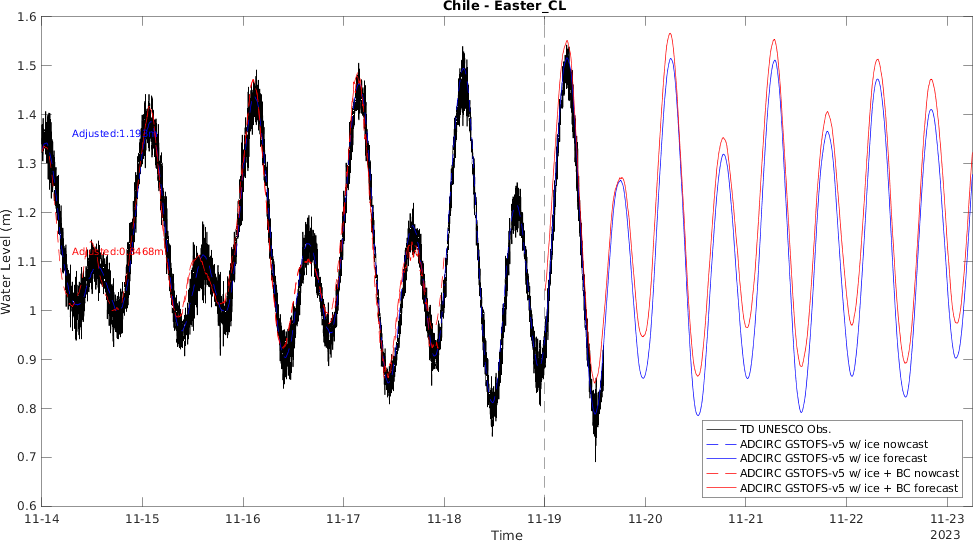 Chile - Easter_CL
1.6
1.5
1.4
1.3
1.2
1.1
1
0.9
0.8
0.7
0.6
Water Level (m)
Adjusted:1.19
TD UNESCO Obs.
ADCIRC GSTOFS-v5 w/ ice nowcast
ADCIRC GSTOFS-v5 w/ ice forecast
ADCIRC GSTOFS-v5 w/ ice + BC nowcast
ADCIRC GSTOFS-v5 w/ ice + BC forecast
11-14 11-15 11-16 11-17 11-18 11-19 11-20 11-21 11-22 11-23
Time
2023